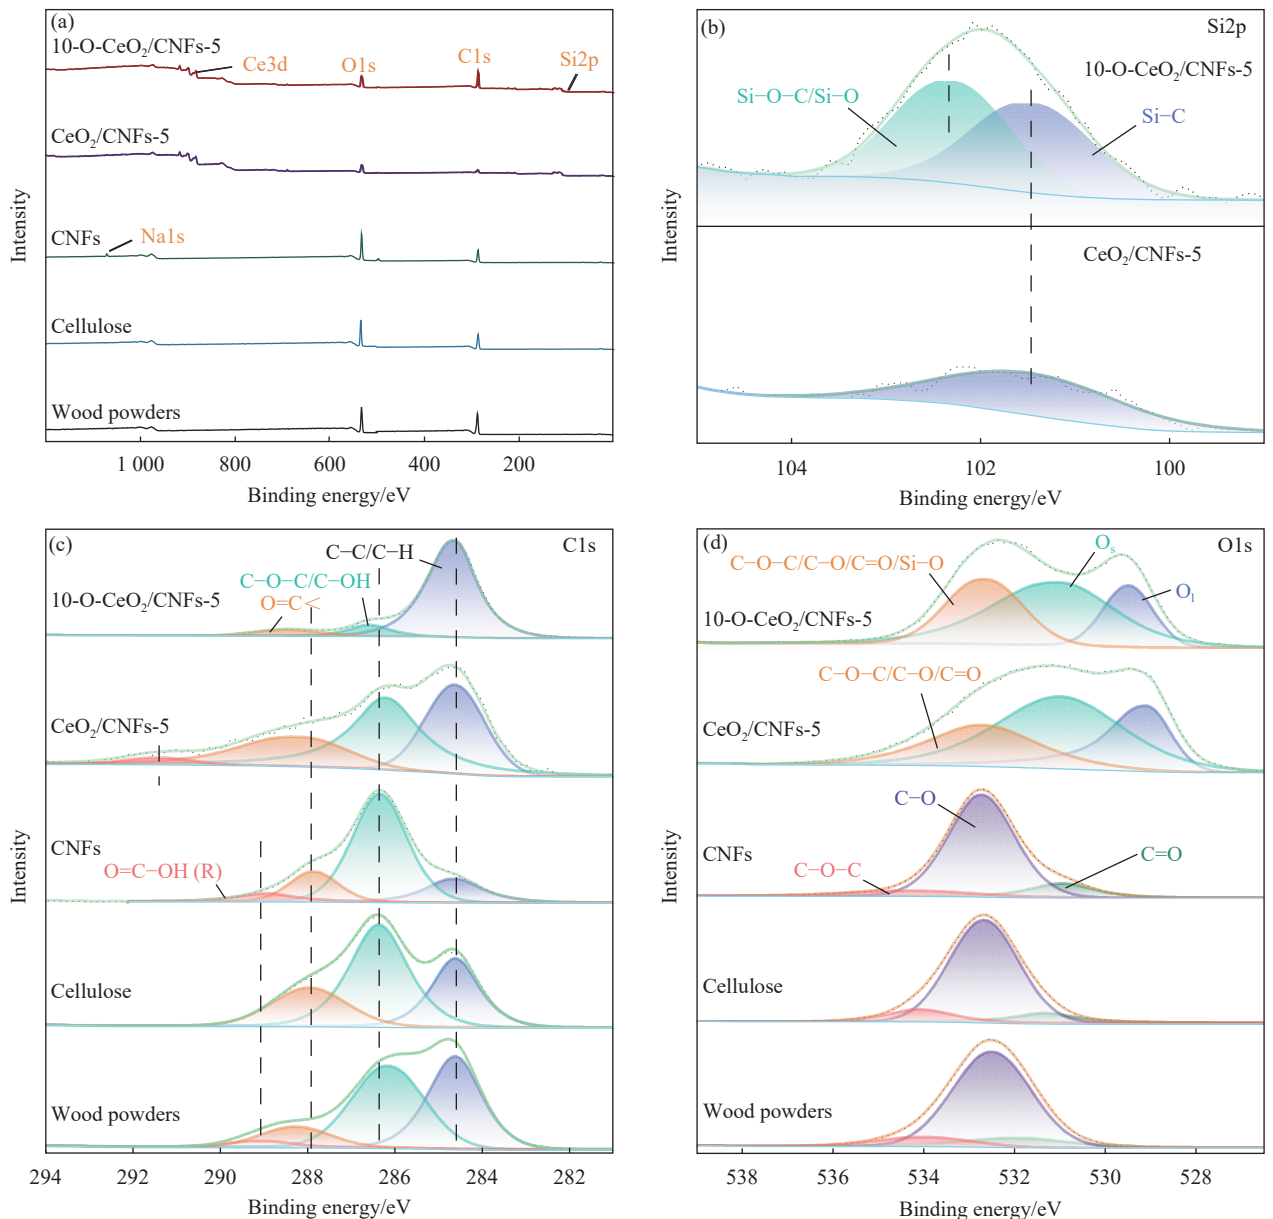 (a)
10-O-CeO₂/CNFs-5
Ce3d
O1s
C1s
Si2p
CeO₂/CNFs-5
CNFs
Na1s
Cellulose
Wood powders
Intensity
1 000
800
600
400
200
Binding energy/eV
(b)
Si2p
10-O-CeO₂/CNFs-5
Si−O−C/Si−O
Si−C
CeO₂/CNFs-5
Intensity
104
102
100
Binding energy/eV
(c)
C1s
C−C/C−H
C−O−C/C−OH
O=C<
10-O-CeO₂/CNFs-5
CeO₂/CNFs-5
CNFs
O=C−OH (R)
Cellulose
Wood powders
Intensity
294
292
290
288
286
284
282
Binding energy/eV
(d)
O1s
Oₛ
C−O−C/C−O/C=O/Si−O
Oₗ
10-O-CeO₂/CNFs-5
C−O−C/C−O/C=O
CeO₂/CNFs-5
C−O
CNFs
C=O
C−O−C
Cellulose
Wood powders
Intensity
538
536
534
532
530
528
Binding energy/eV